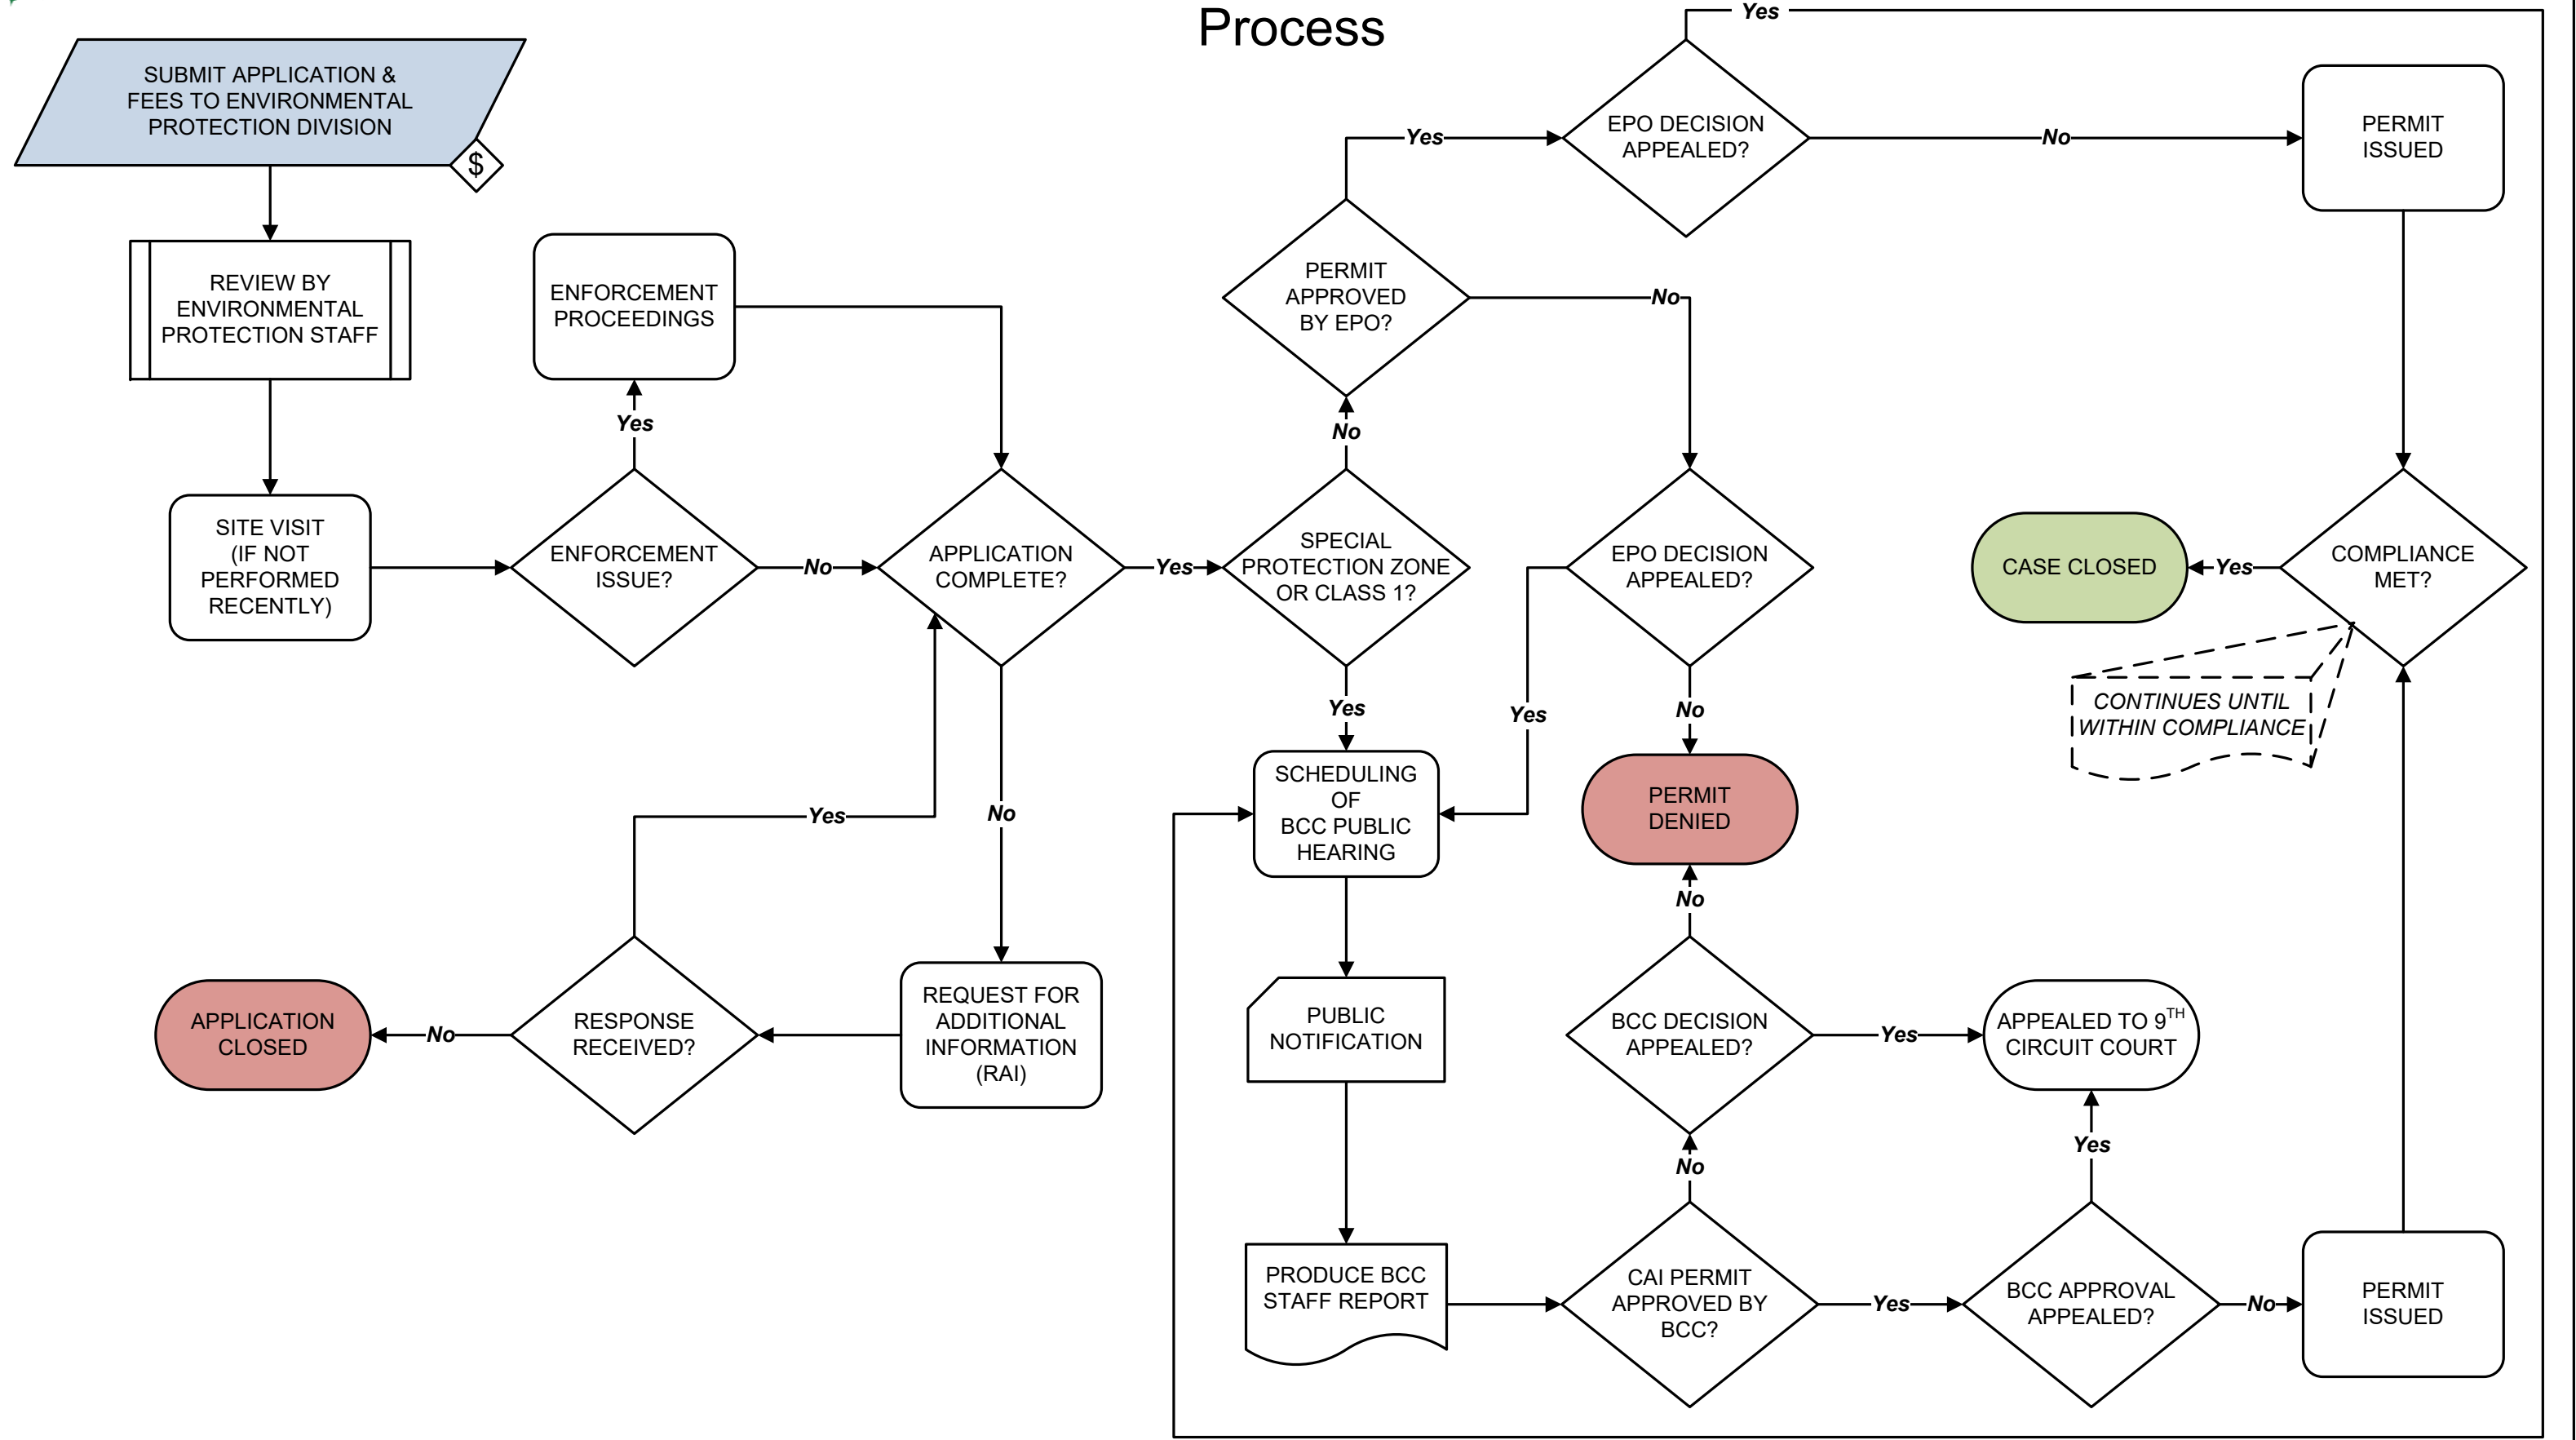 Process
SUBMIT APPLICATION &
FEES TO ENVIRONMENTAL
PROTECTION DIVISION
$
REVIEW BY
ENVIRONMENTAL
PROTECTION STAFF
SITE VISIT
(IF NOT
PERFORMED
RECENTLY)
ENFORCEMENT
PROCEEDINGS
Yes
ENFORCEMENT
ISSUE?
No
APPLICATION
COMPLETE?
Yes
No
REQUEST FOR
ADDITIONAL
INFORMATION
(RAI)
RESPONSE
RECEIVED?
Yes
No
APPLICATION
CLOSED
SPECIAL
PROTECTION ZONE
OR CLASS 1?
No
PERMIT
APPROVED
BY EPO?
Yes
EPO DECISION
APPEALED?
Yes
No
PERMIT
ISSUED
No
EPO DECISION
APPEALED?
Yes
No
PERMIT
DENIED
Yes
SCHEDULING
OF
BCC PUBLIC
HEARING
PUBLIC
NOTIFICATION
PRODUCE BCC
STAFF REPORT
CAI PERMIT
APPROVED BY
BCC?
No
BCC DECISION
APPEALED?
No
Yes
APPEALED TO 9TH
CIRCUIT COURT
Yes
BCC APPROVAL
APPEALED?
Yes
No
PERMIT
ISSUED
COMPLIANCE
MET?
Yes
CASE CLOSED
CONTINUES UNTIL
WITHIN COMPLIANCE